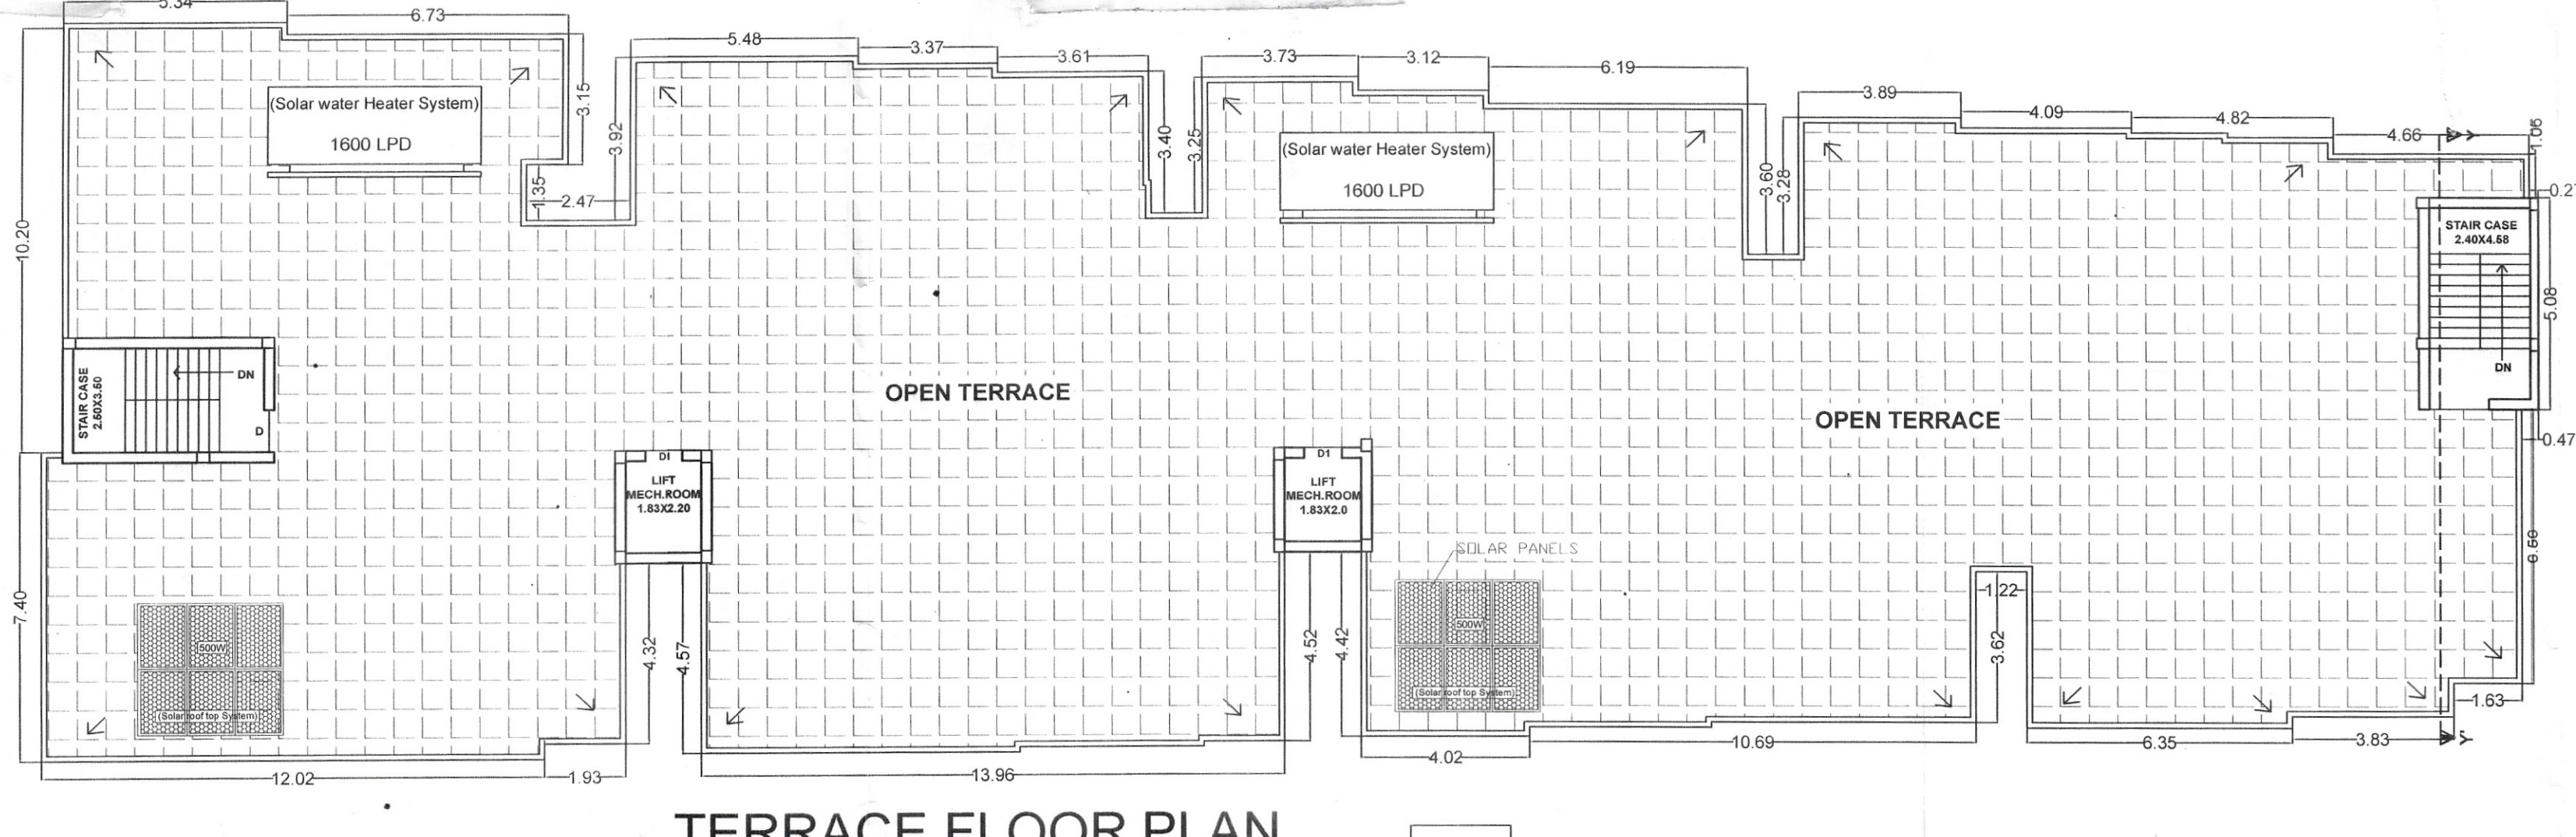 5.34
6.73
5.48
3.37
3.61
3.73
3.12
6.19
3.89
4.09
4.82
4.66
1.06
(Solar water Heater System)
1600 LPD
3.15
3.92
1.35
2.47
3.40
3.25
(Solar water Heater System)
1600 LPD
3.60
3.28
10.20
STAIR CASE
2.40X4.58
5.08
DN
0.47
STAIR CASE
2.60X3.60
DN
D
OPEN TERRACE
OPEN TERRACE
DI
LIFT
MECH.ROOM
1.83X2.20
D1
LIFT
MECH.ROOM
1.83X2.0
SOLAR PANELS
7.40
500W
(Solar roof top System)
4.32
4.57
4.52
4.42
500W
(Solar roof top System)
1.22
3.62
1.63
12.02
1.93
13.96
4.02
10.69
6.35
3.83
Y
TERRACE FLOOR PLAN